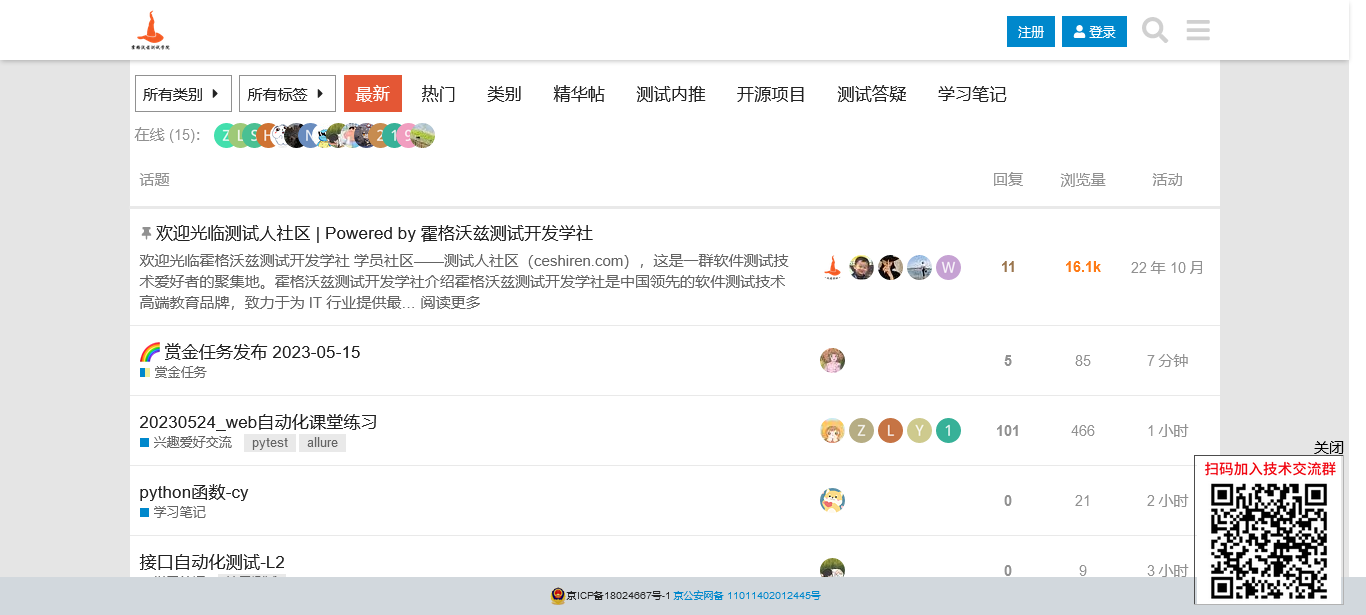 霍格沃兹测试学院
注册 登录
所有类别 所有标签 最新 热门 类别 精华帖 测试内推 开源项目 测试答疑 学习笔记
在线 (15): Z L S H N 2 1 S
话题 回复 浏览量 活动
欢迎光临测试人社区 | Powered by 霍格沃兹测试开发学社
欢迎光临霍格沃兹测试开发学社 学员社区——测试人社区（ceshiren.com），这是一群软件测试技
术爱好者的聚集地。霍格沃兹测试开发学社介绍霍格沃兹测试开发学社是中国领先的软件测试技术
高端教育品牌，致力于为 IT 行业提供最… 阅读更多
W 11 16.1k 22 年 10 月
赏金任务发布 2023-05-15
赏金任务
5 85 7 分钟
20230524_web自动化课堂练习
兴趣爱好交流 pytest allure
Z L Y 1 101 466 1 小时
python函数-cy
学习笔记
0 21 2 小时
接口自动化测试-L2
0 9 3 小时
关闭
扫码加入技术交流群
京ICP备18024667号-1 京公安网备 11011402012445号